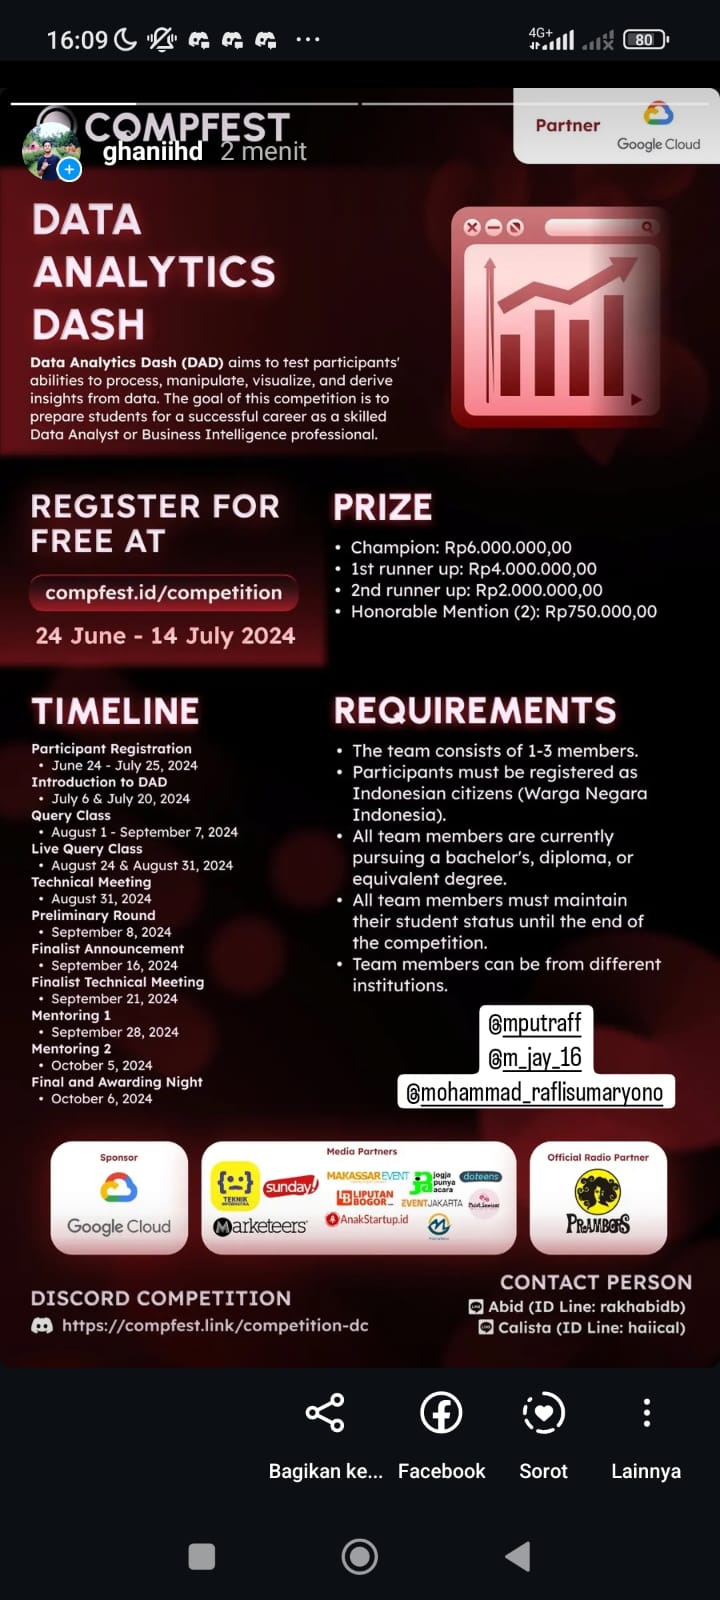 16:09
4G+
80
COMPFEST
ghaniihd 2 menit
Partner
Google Cloud
DATA
ANALYTICS
DASH
Data Analytics Dash (DAD) aims to test participants'
abilities to process, manipulate, visualize, and derive
insights from data. The goal of this competition is to
prepare students for a successful career as a skilled
Data Analyst or Business Intelligence professional.
REGISTER FOR
FREE AT
compfest.id/competition
24 June - 14 July 2024
PRIZE
• Champion: Rp6.000.000,00
• 1st runner up: Rp4.000.000,00
• 2nd runner up: Rp2.000.000,00
• Honorable Mention (2): Rp750.000,00
TIMELINE
Participant Registration
• June 24 - July 25, 2024
Introduction to DAD
• July 6 & July 20, 2024
Query Class
• August 1 - September 7, 2024
Live Query Class
• August 24 & August 31, 2024
Technical Meeting
• August 31, 2024
Preliminary Round
• September 8, 2024
Finalist Announcement
• September 16, 2024
Finalist Technical Meeting
• September 21, 2024
Mentoring 1
• September 28, 2024
Mentoring 2
• October 5, 2024
Final and Awarding Night
• October 6, 2024
REQUIREMENTS
• The team consists of 1-3 members.
• Participants must be registered as
Indonesian citizens (Warga Negara
Indonesia).
• All team members are currently
pursuing a bachelor's, diploma, or
equivalent degree.
• All team members must maintain
their student status until the end of
the competition.
• Team members can be from different
institutions.
@mputraff
@m_jay_16
@mohammad_raflisumaryono
Sponsor
Google Cloud
Media Partners
TEKNIK
INFORMATIKA
sunday!
MAKASSAR EVENT
jogja
punya
acara
doteens
LIPUTAN
BOGOR
EVENTJAKARTA
Marketeers
AnakStartup.id
Official Radio Partner
PRAMBORS
DISCORD COMPETITION
https://compfest.link/competition-dc
CONTACT PERSON
Abid (ID Line: rakhabidb)
Calista (ID Line: haiical)
Bagikan ke...
Facebook
Sorot
Lainnya